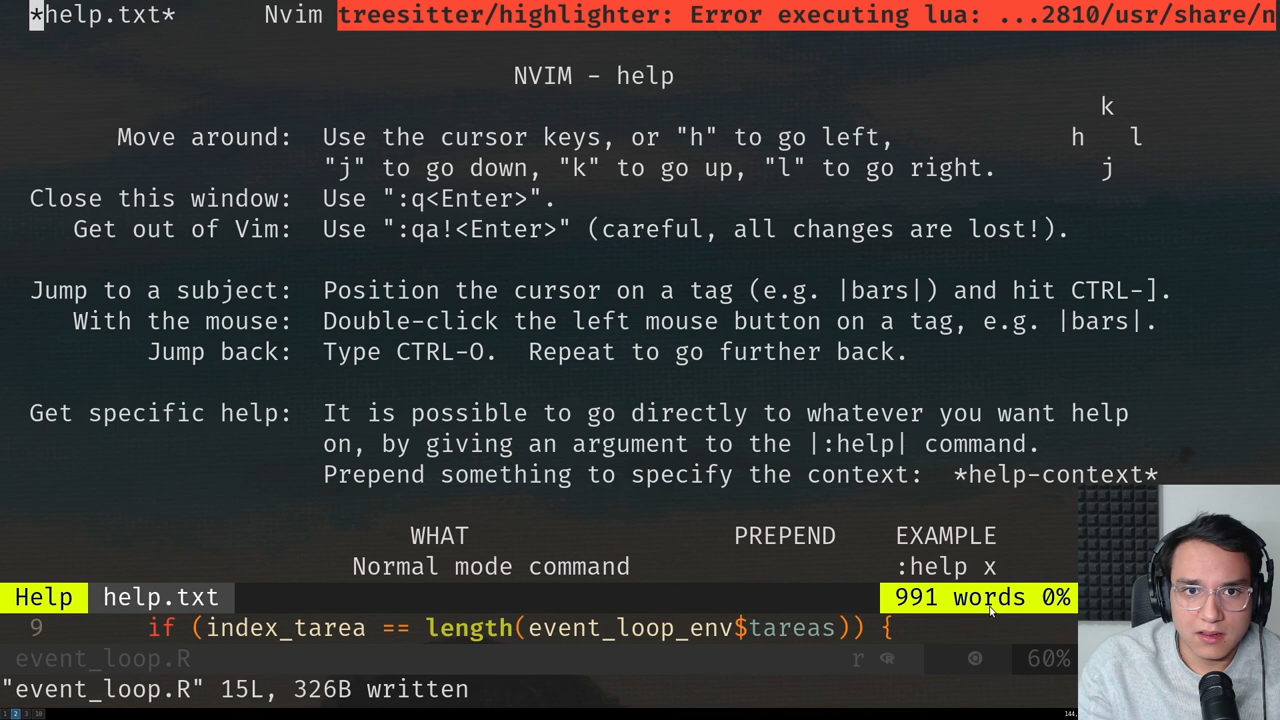 *help.txt*      Nvim treesitter/highlighter: Error executing lua: ...2810/usr/share/n
NVIM - help
k
Move around:  Use the cursor keys, or "h" to go left,            h   l
"j" to go down, "k" to go up, "l" to go right.       j
Close this window:  Use ":q<Enter>".
Get out of Vim:  Use ":qa!<Enter>" (careful, all changes are lost!).
Jump to a subject:  Position the cursor on a tag (e.g. |bars|) and hit CTRL-].
With the mouse:  Double-click the left mouse button on a tag, e.g. |bars|.
Jump back:  Type CTRL-O.  Repeat to go further back.
Get specific help:  It is possible to go directly to whatever you want help
on, by giving an argument to the |:help| command.
Prepend something to specify the context:  *help-context*
WHAT                  PREPEND    EXAMPLE
Normal mode command                  :help x
Help  help.txt  991 words 0%
9       if (index_tarea == length(event_loop_env$tareas)) {
event_loop.R  r  60%
"event_loop.R" 15L, 326B written
1 2 3 10  144,